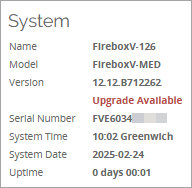 System
Name FireboxV-126
Model FireboxV-MED
Version 12.12.B712262
Upgrade Available
Serial Number FVE6034
System Time 10:02 Greenwich
System Date 2025-02-24
Uptime 0 days 00:01